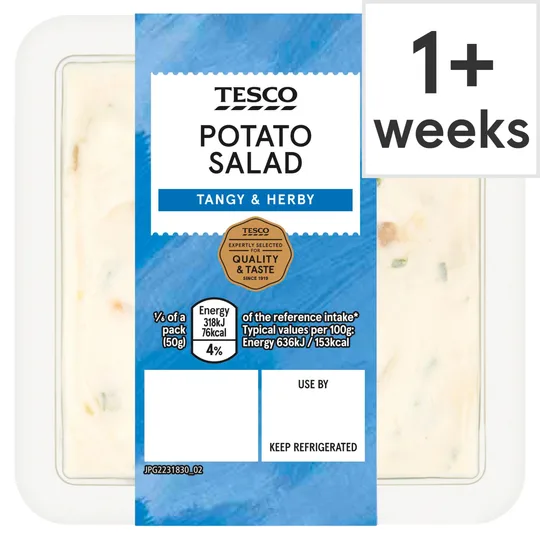 1+
weeks
TESCO
POTATO
SALAD
TANGY & HERBY
TESCO
EXPERTLY SELECTED
FOR
QUALITY
& TASTE
SINCE 1919
⅙ of a
pack
(50g)
Energy
318kJ
76kcal
4%
of the reference intake*
Typical values per 100g:
Energy 636kJ / 153kcal
USE BY
KEEP REFRIGERATED
JPG2231830_02